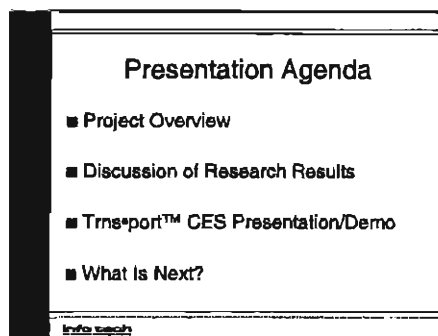 Presentation Agenda
■ Project Overview
■ Discussion of Research Results
■ Trns•port™ CES Presentation/Demo
■ What Is Next?
Info tech